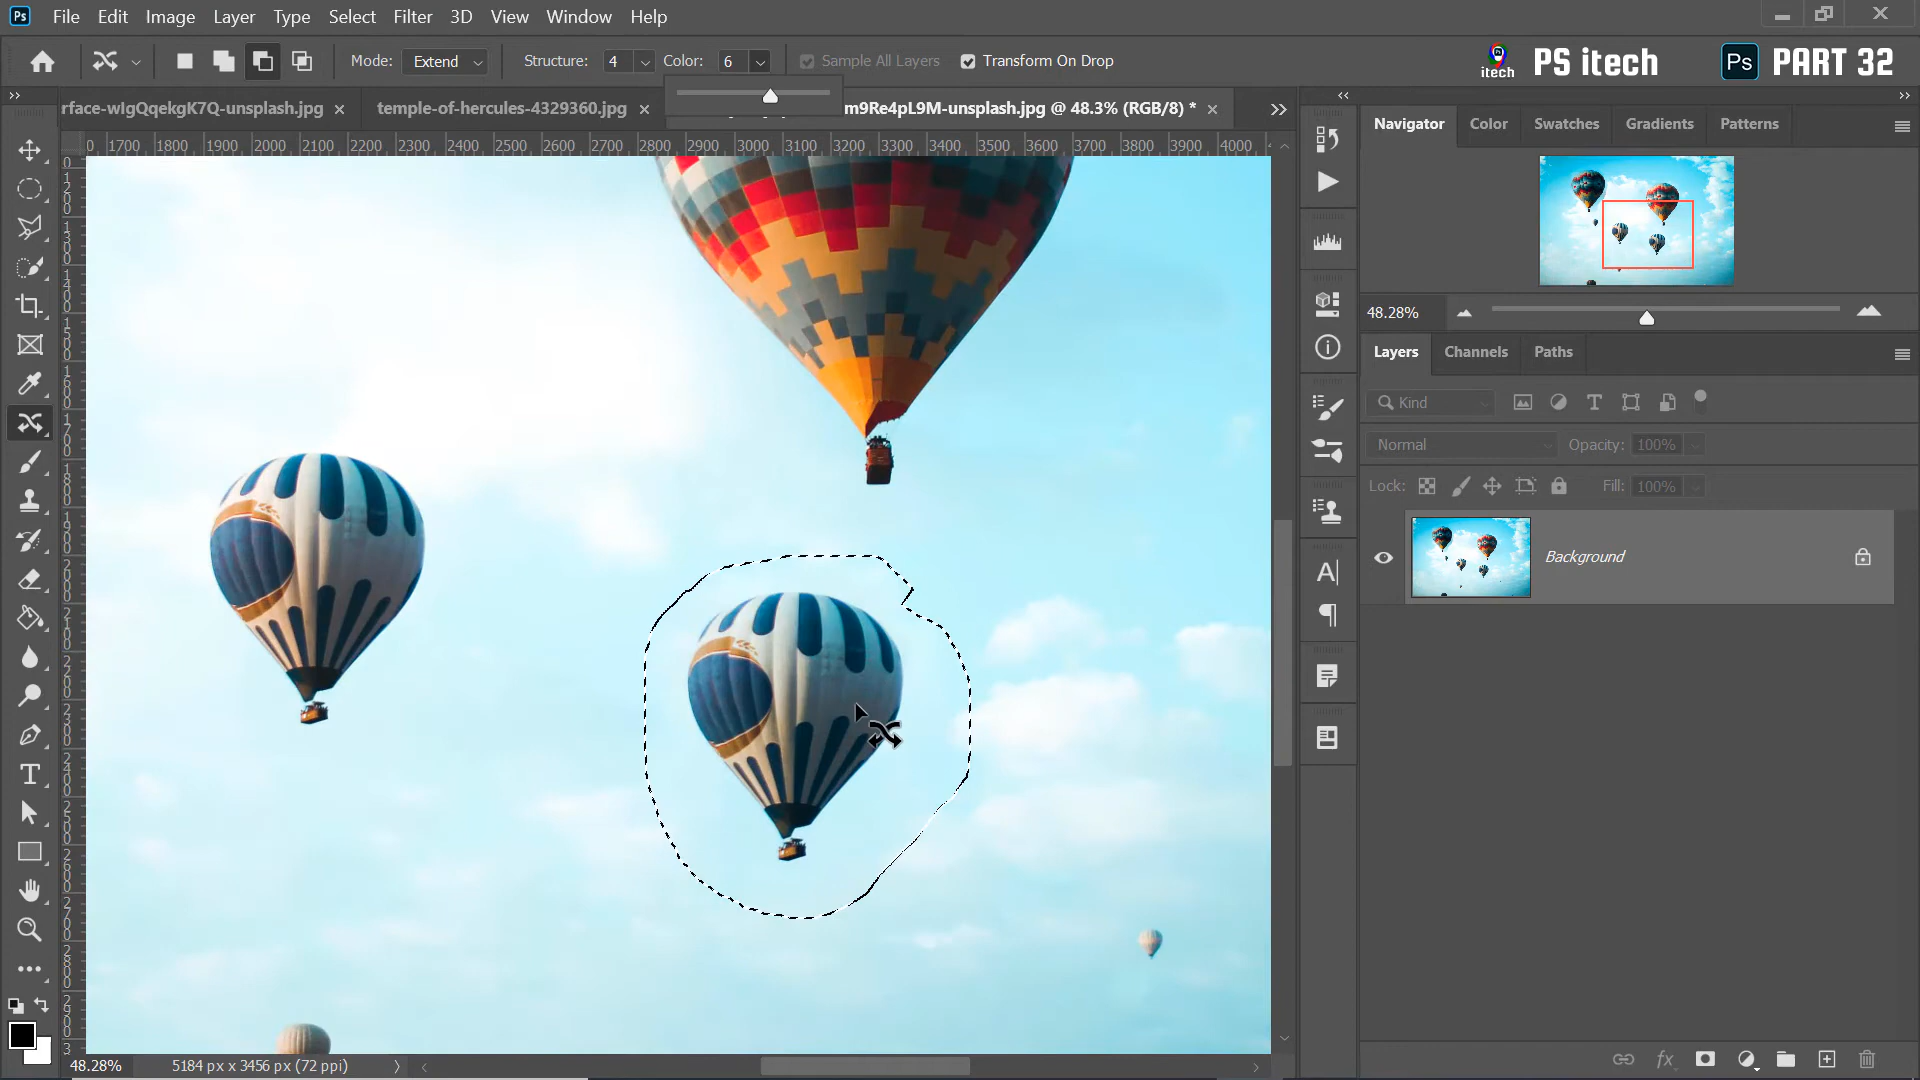 Ps File Edit Image Layer Type Select Filter 3D View Window Help
Mode: Extend Structure: 4 Color: 6 Sample All Layers Transform On Drop
itech PS itech Ps PART 32
rface-wIgQqekgK7Q-unsplash.jpg temple-of-hercules-4329360.jpg m9Re4pL9M-unsplash.jpg @ 48.3% (RGB/8) *
0 1700 1800 1900 2000 2100 2200 2300 2400 2500 2600 2700 2800 2900 3000 3100 3200 3300 3400 3500 3600 3700 3800 3900 4000
Navigator Color Swatches Gradients Patterns
48.28%
Layers Channels Paths
Kind
Normal Opacity: 100%
Lock: Fill: 100%
Background
48.28% 5184 px x 3456 px (72 ppi)